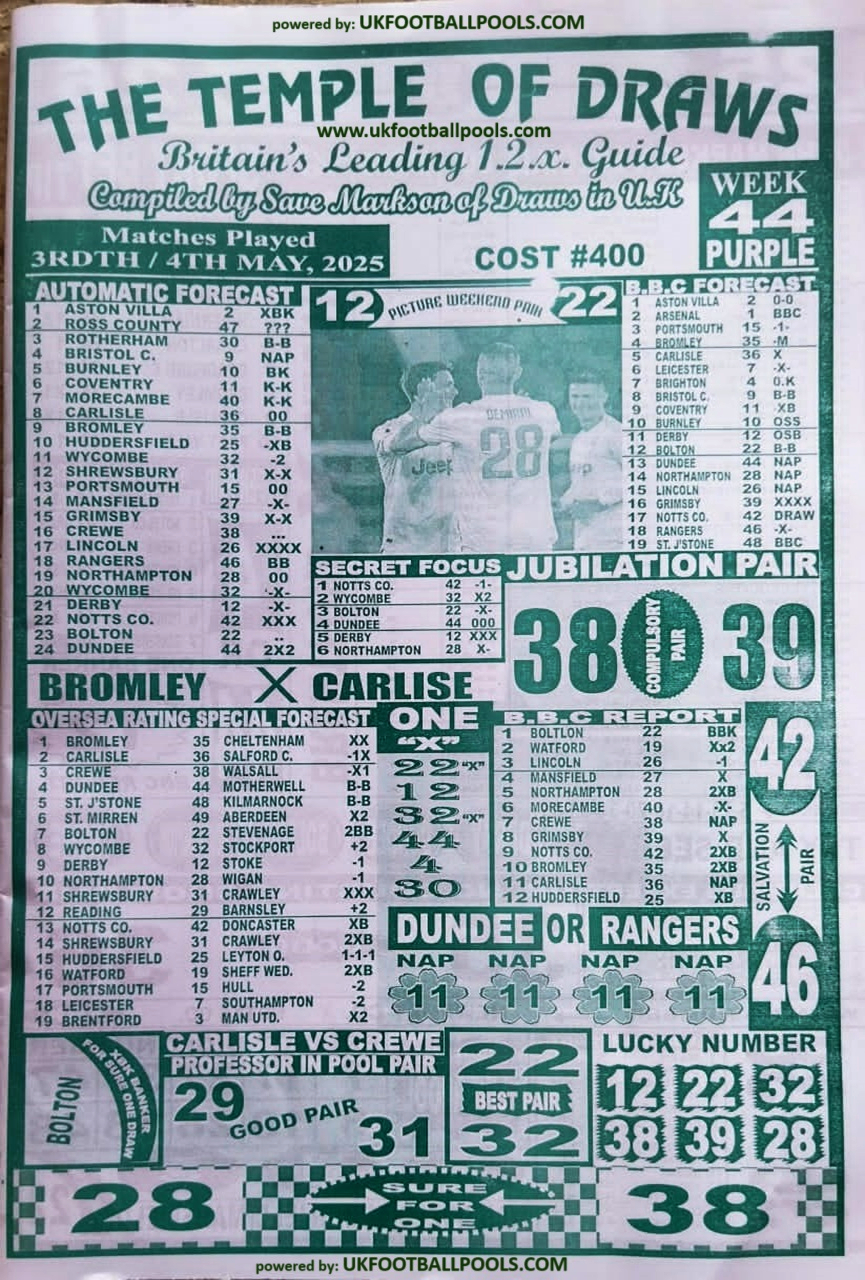 powered by: UKFOOTBALLPOOLS.COM
THE TEMPLE OF DRAWS
www.ukfootballpools.com
Britain's Leading 1.2.x. Guide
Compiled by Save Markson of Draws in U.K
WEEK
44
PURPLE
Matches Played
3RDTH / 4TH MAY, 2025
COST #400
AUTOMATIC FORECAST
1 ASTON VILLA 2 XBK
2 ROSS COUNTY 47 ???
3 ROTHERHAM 30 B-B
4 BRISTOL C. 9 NAP
5 BURNLEY 10 BK
6 COVENTRY 11 K-K
7 MORECAMBE 40 K-K
8 CARLISLE 36 00
9 BROMLEY 35 B-B
10 HUDDERSFIELD 25 -XB
11 WYCOMBE 32 -2
12 SHREWSBURY 31 X-X
13 PORTSMOUTH 15 00
14 MANSFIELD 27 -X-
15 GRIMSBY 39 X-X
16 CREWE 38 ...
17 LINCOLN 26 XXXX
18 RANGERS 46 BB
19 NORTHAMPTON 28 00
20 WYCOMBE 32 -X-
21 DERBY 12 -X-
22 NOTTS CO. 42 XXX
23 BOLTON 22 ..
24 DUNDEE 44 2X2
12 PICTURE WEEKEND PAIR 22
DEMIRAL
28
Jeep
B.B.C FORECAST
1 ASTON VILLA 2 0-0
2 ARSENAL 1 BBC
3 PORTSMOUTH 15 -1-
4 BROMLEY 35 -M
5 CARLISLE 36 X
6 LEICESTER 7 -X-
7 BRIGHTON 4 0.K
8 BRISTOL C. 9 B-B
9 COVENTRY 11 XB
10 BURNLEY 10 OSS
11 DERBY 12 OSB
12 BOLTON 22 B-B
13 DUNDEE 44 NAP
14 NORTHAMPTON 28 NAP
15 LINCOLN 26 NAP
16 GRIMSBY 39 XXXX
17 NOTTS CO. 42 DRAW
18 RANGERS 46 -X-
19 ST. J'STONE 48 BBC
SECRET FOCUS
1 NOTTS CO. 42 -1-
2 WYCOMBE 32 X2
3 BOLTON 22 -X-
4 DUNDEE 44 000
5 DERBY 12 XXX
6 NORTHAMPTON 28 X-
JUBILATION PAIR
38 COMPULSORY PAIR 39
BROMLEY X CARLISE
OVERSEA RATING SPECIAL FORECAST
1 BROMLEY 35 CHELTENHAM XX
2 CARLISLE 36 SALFORD C. -1X
3 CREWE 38 WALSALL -X1
4 DUNDEE 44 MOTHERWELL B-B
5 ST. J'STONE 48 KILMARNOCK B-B
6 ST. MIRREN 49 ABERDEEN X2
7 BOLTON 22 STEVENAGE 2BB
8 WYCOMBE 32 STOCKPORT +2
9 DERBY 12 STOKE -1
10 NORTHAMPTON 28 WIGAN -1
11 SHREWSBURY 31 CRAWLEY XXX
12 READING 29 BARNSLEY +2
13 NOTTS CO. 42 DONCASTER XB
14 SHREWSBURY 31 CRAWLEY 2XB
15 HUDDERSFIELD 25 LEYTON O. 1-1-1
16 WATFORD 19 SHEFF WED. 2XB
17 PORTSMOUTH 15 HULL -2
18 LEICESTER 7 SOUTHAMPTON -2
19 BRENTFORD 3 MAN UTD. X2
ONE
"X"
22"X"
12
32"X"
44
4
30
B.B.C REPORT
1 BOLTLON 22 BBK
2 WATFORD 19 Xx2
3 LINCOLN 26 -1
4 MANSFIELD 27 X
5 NORTHAMPTON 28 2XB
6 MORECAMBE 40 -X-
7 CREWE 38 NAP
8 GRIMSBY 39 X
9 NOTTS CO. 42 2XB
10 BROMLEY 35 2XB
11 CARLISLE 36 NAP
12 HUDDERSFIELD 25 XB
42
SALVATION PAIR
46
DUNDEE OR RANGERS
NAP NAP NAP NAP
11 11 11 11
BOLTON
XBK BANKER
FOR SURE ONE DRAW
CARLISLE VS CREWE
PROFESSOR IN POOL PAIR
29 GOOD PAIR 31
22
BEST PAIR
32
LUCKY NUMBER
12 22 32
38 39 28
28 SURE FOR ONE 38
powered by: UKFOOTBALLPOOLS.COM